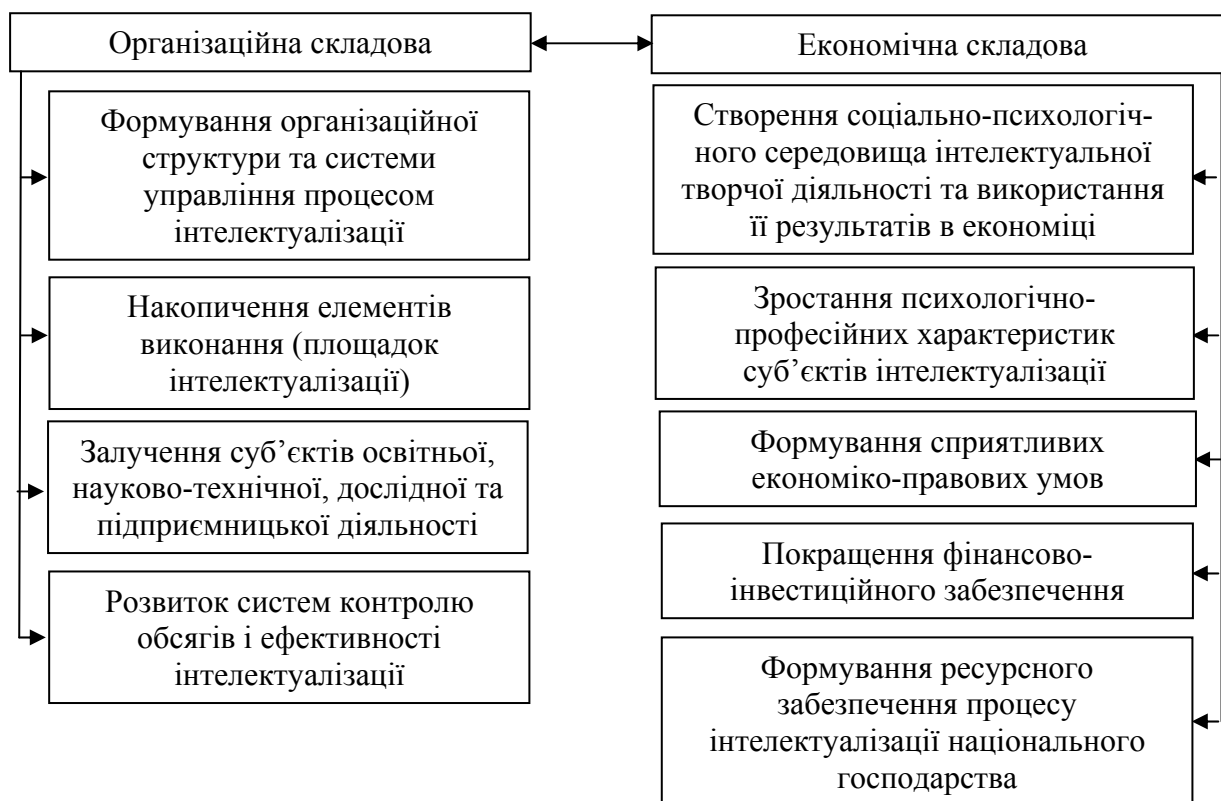 Організаційна складова
Формування організаційної
структури та системи
управління процесом
інтелектуалізації
Накопичення елементів
виконання (площадок
інтелектуалізації)
Залучення суб’єктів освітньої,
науково-технічної, дослідної та
підприємницької діяльності
Розвиток систем контролю
обсягів і ефективності
інтелектуалізації
Економічна складова
Створення соціально-психологіч-
ного середовища інтелектуальної
творчої діяльності та використання
її результатів в економіці
Зростання психологічно-
професійних характеристик
суб’єктів інтелектуалізації
Формування сприятливих
економіко-правових умов
Покращення фінансово-
інвестиційного забезпечення
Формування ресурсного
забезпечення процесу
інтелектуалізації національного
господарства